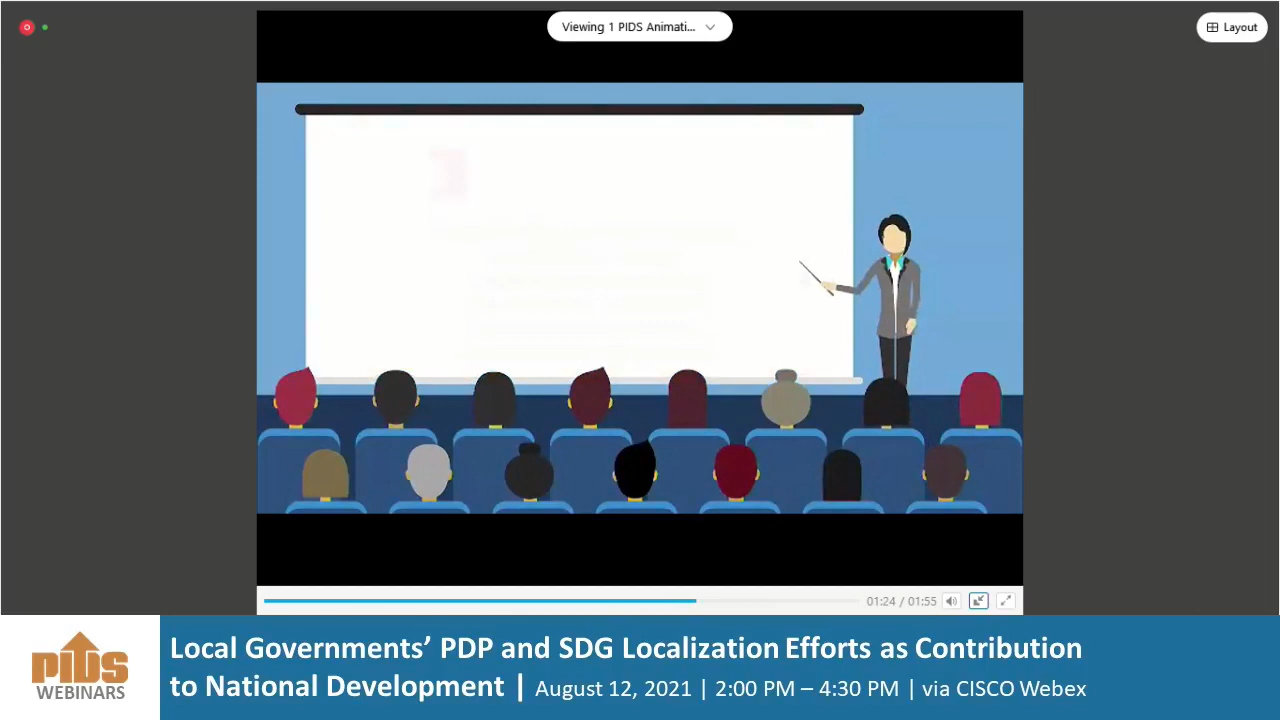 Viewing 1 PIDS Animati...
Layout
01:24 / 01:55
PIDS
WEBINARS
Local Governments’ PDP and SDG Localization Efforts as Contribution
to National Development | August 12, 2021 | 2:00 PM – 4:30 PM | via CISCO Webex